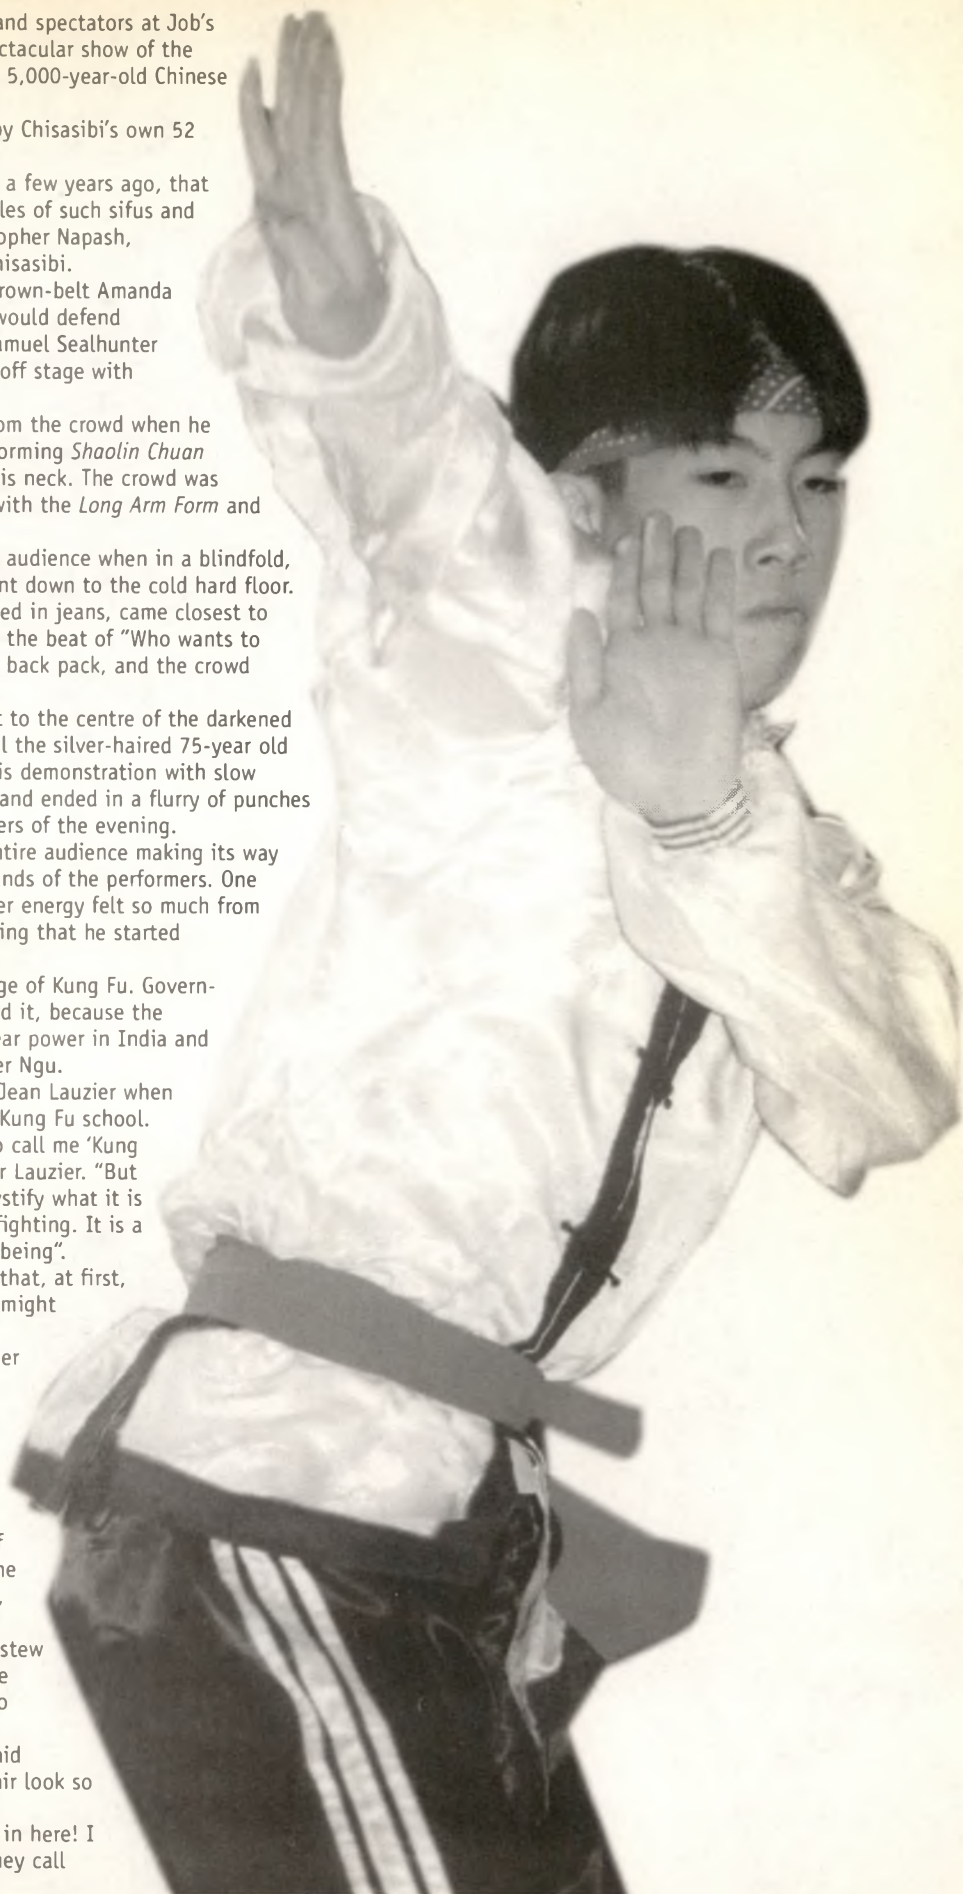 and spectators at Job's
ctacular show of the
5,000-year-old Chinese
by Chisasibi's own 52
a few years ago, that
les of such sifus and
opher Napash,
hisasibi.
rown-belt Amanda
would defend
amuel Sealhunter
off stage with
om the crowd when he
orming Shaolin Chuan
is neck. The crowd was
with the Long Arm Form and
audience when in a blindfold,
nt down to the cold hard floor.
ed in jeans, came closest to
the beat of "Who wants to
back pack, and the crowd
t to the centre of the darkened
l the silver-haired 75-year old
is demonstration with slow
and ended in a flurry of punches
ers of the evening.
ntire audience making its way
nds of the performers. One
er energy felt so much from
ing that he started
ge of Kung Fu. Govern-
d it, because the
ear power in India and
er Ngu.
Jean Lauzier when
Kung Fu school.
o call me 'Kung
r Lauzier. "But
ystify what it is
fighting. It is a
being".
that, at first,
might
er
f
ne
,
stew
e
o
aid
air look so
in here! I
hey call